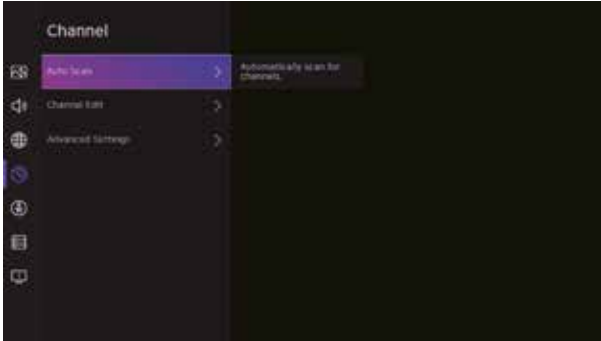 Channel
Auto Scan
Automatically scan for
channels.
Channel Edit
Advanced Settings